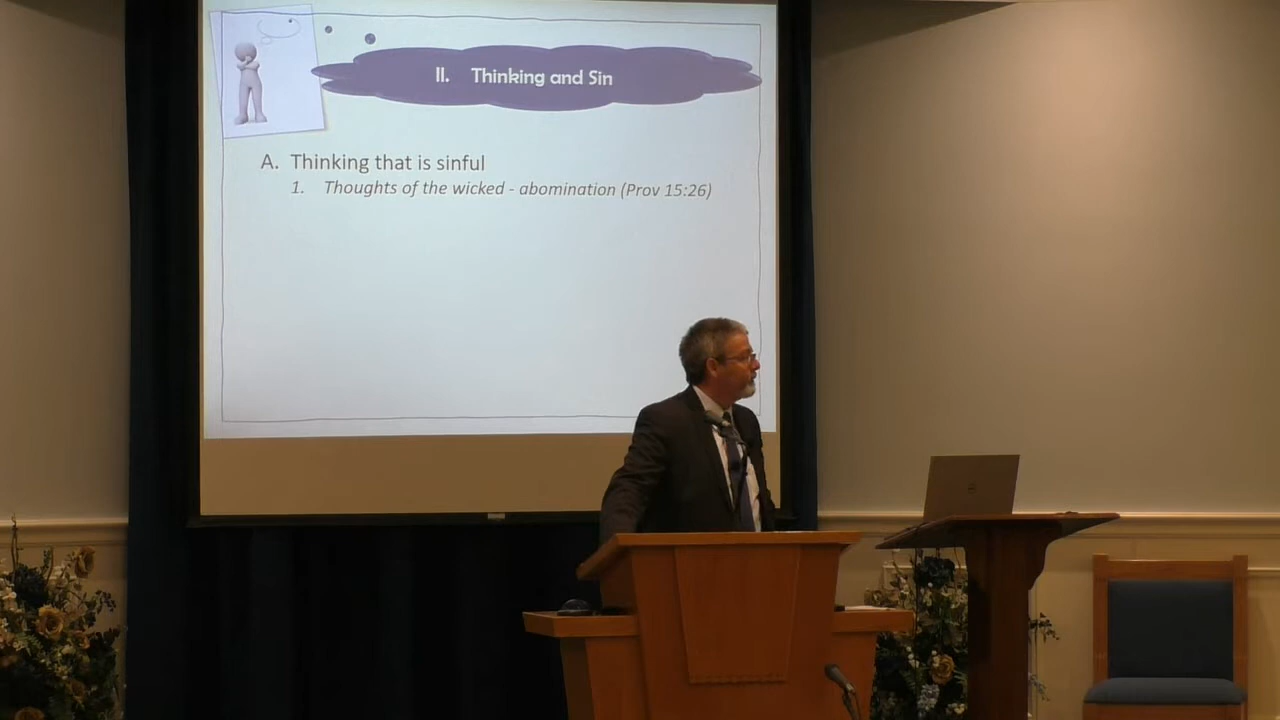 II. Thinking and Sin
A. Thinking that is sinful
1. Thoughts of the wicked - abomination (Prov 15:26)